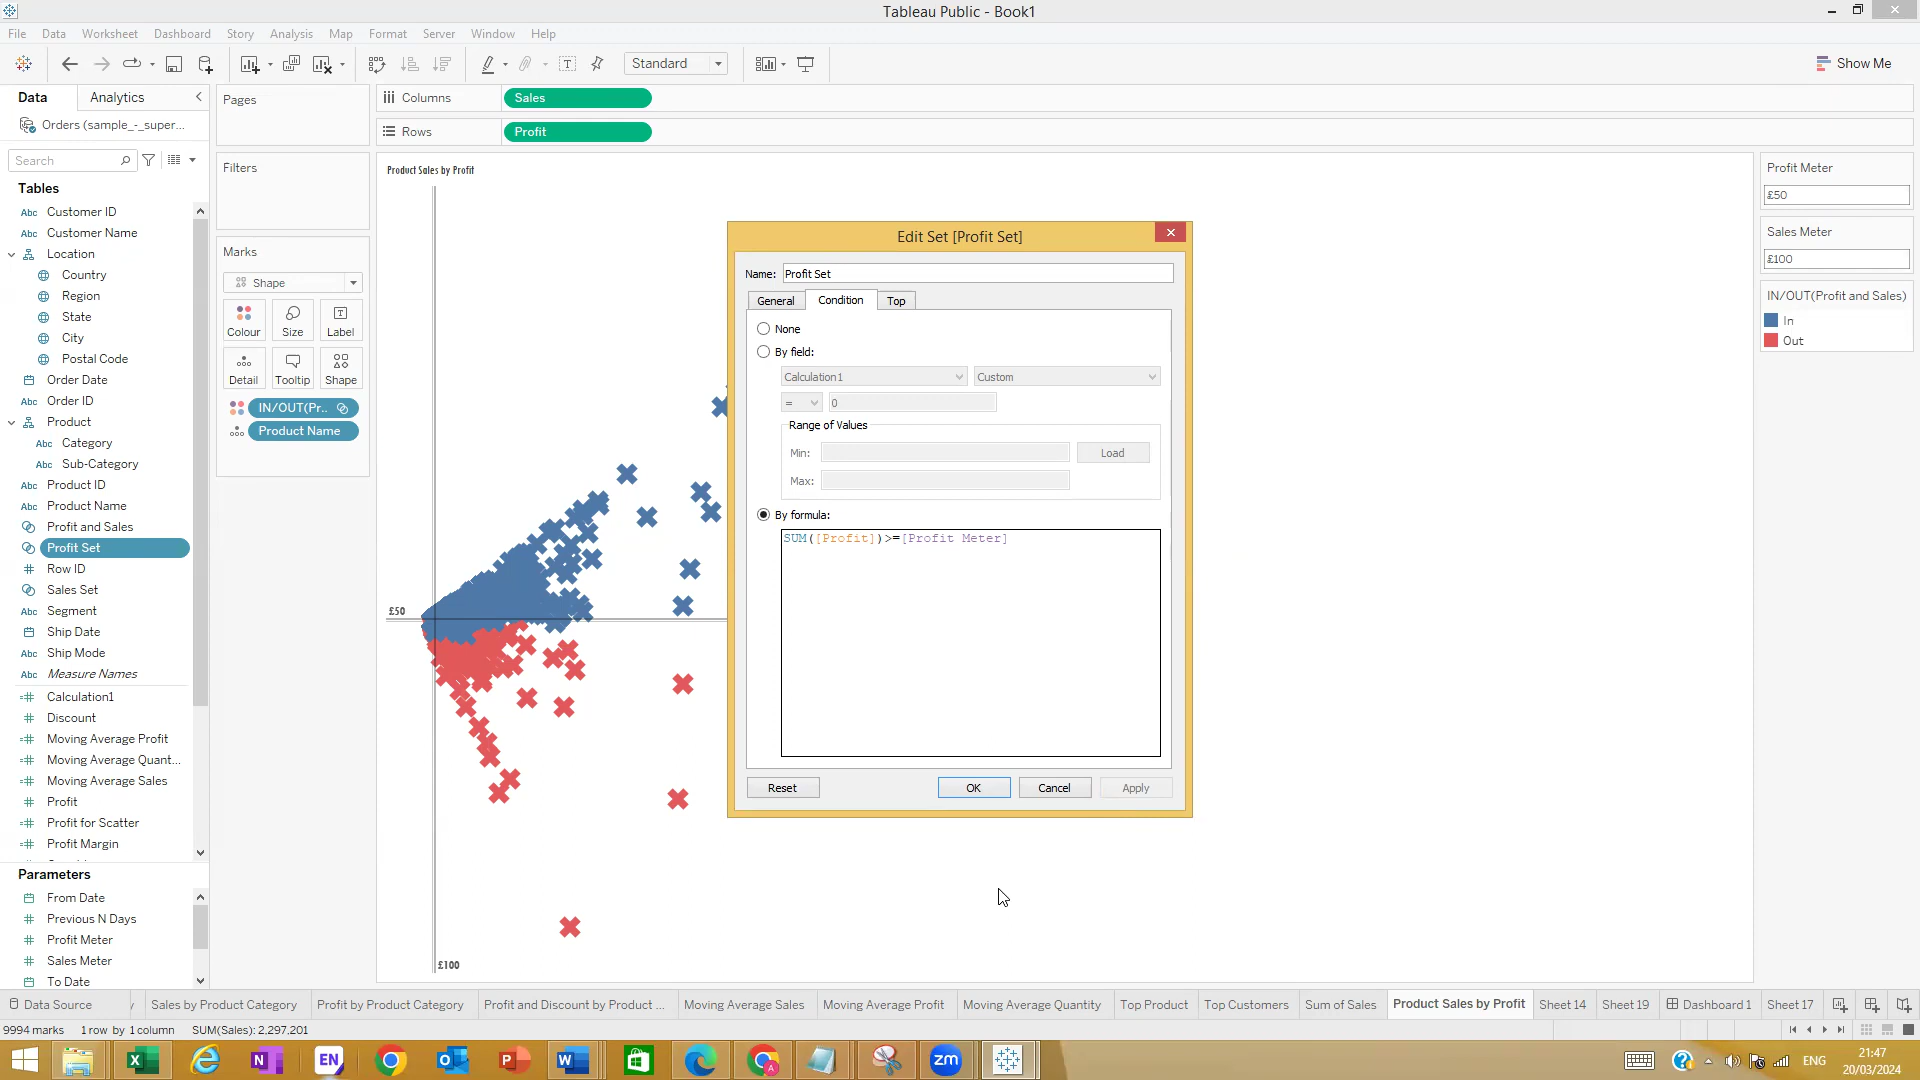 Tableau Public - Book1
File Data Worksheet Dashboard Story Analysis Map Format Server Window Help
Standard
Show Me
Data Analytics
Pages
Columns Sales
Rows Profit
Orders (sample_-_super...
Search
Filters
Tables
Customer ID
Customer Name
Location
Country
Region
State
City
Postal Code
Order Date
Order ID
Product
Category
Sub-Category
Product ID
Product Name
Profit and Sales
Profit Set
Row ID
Sales Set
Segment
Ship Date
Ship Mode
Measure Names
Calculation1
Discount
Moving Average Profit
Moving Average Quant...
Moving Average Sales
Profit
Profit for Scatter
Profit Margin
Parameters
From Date
Previous N Days
Profit Meter
Sales Meter
To Date
Marks
Shape
Colour Size Label
Detail Tooltip Shape
IN/OUT(Pr..
Product Name
Product Sales by Profit
£50
£100
Edit Set [Profit Set]
Name: Profit Set
General Condition Top
None
By field:
Calculation1 Custom
= 0
Range of Values
Min: Load
Max:
By formula:
SUM([Profit])>=[Profit Meter]
Reset OK Cancel Apply
Profit Meter
£50
Sales Meter
£100
IN/OUT(Profit and Sales)
In
Out
Data Source Sales by Product Category Profit by Product Category Profit and Discount by Product ... Moving Average Sales Moving Average Profit Moving Average Quantity Top Product Top Customers Sum of Sales Product Sales by Profit Sheet 14 Sheet 19 Dashboard 1 Sheet 17
9994 marks 1 row by 1 column SUM(Sales): 2,297,201
EN
zm
ENG
21:47
20/03/2024